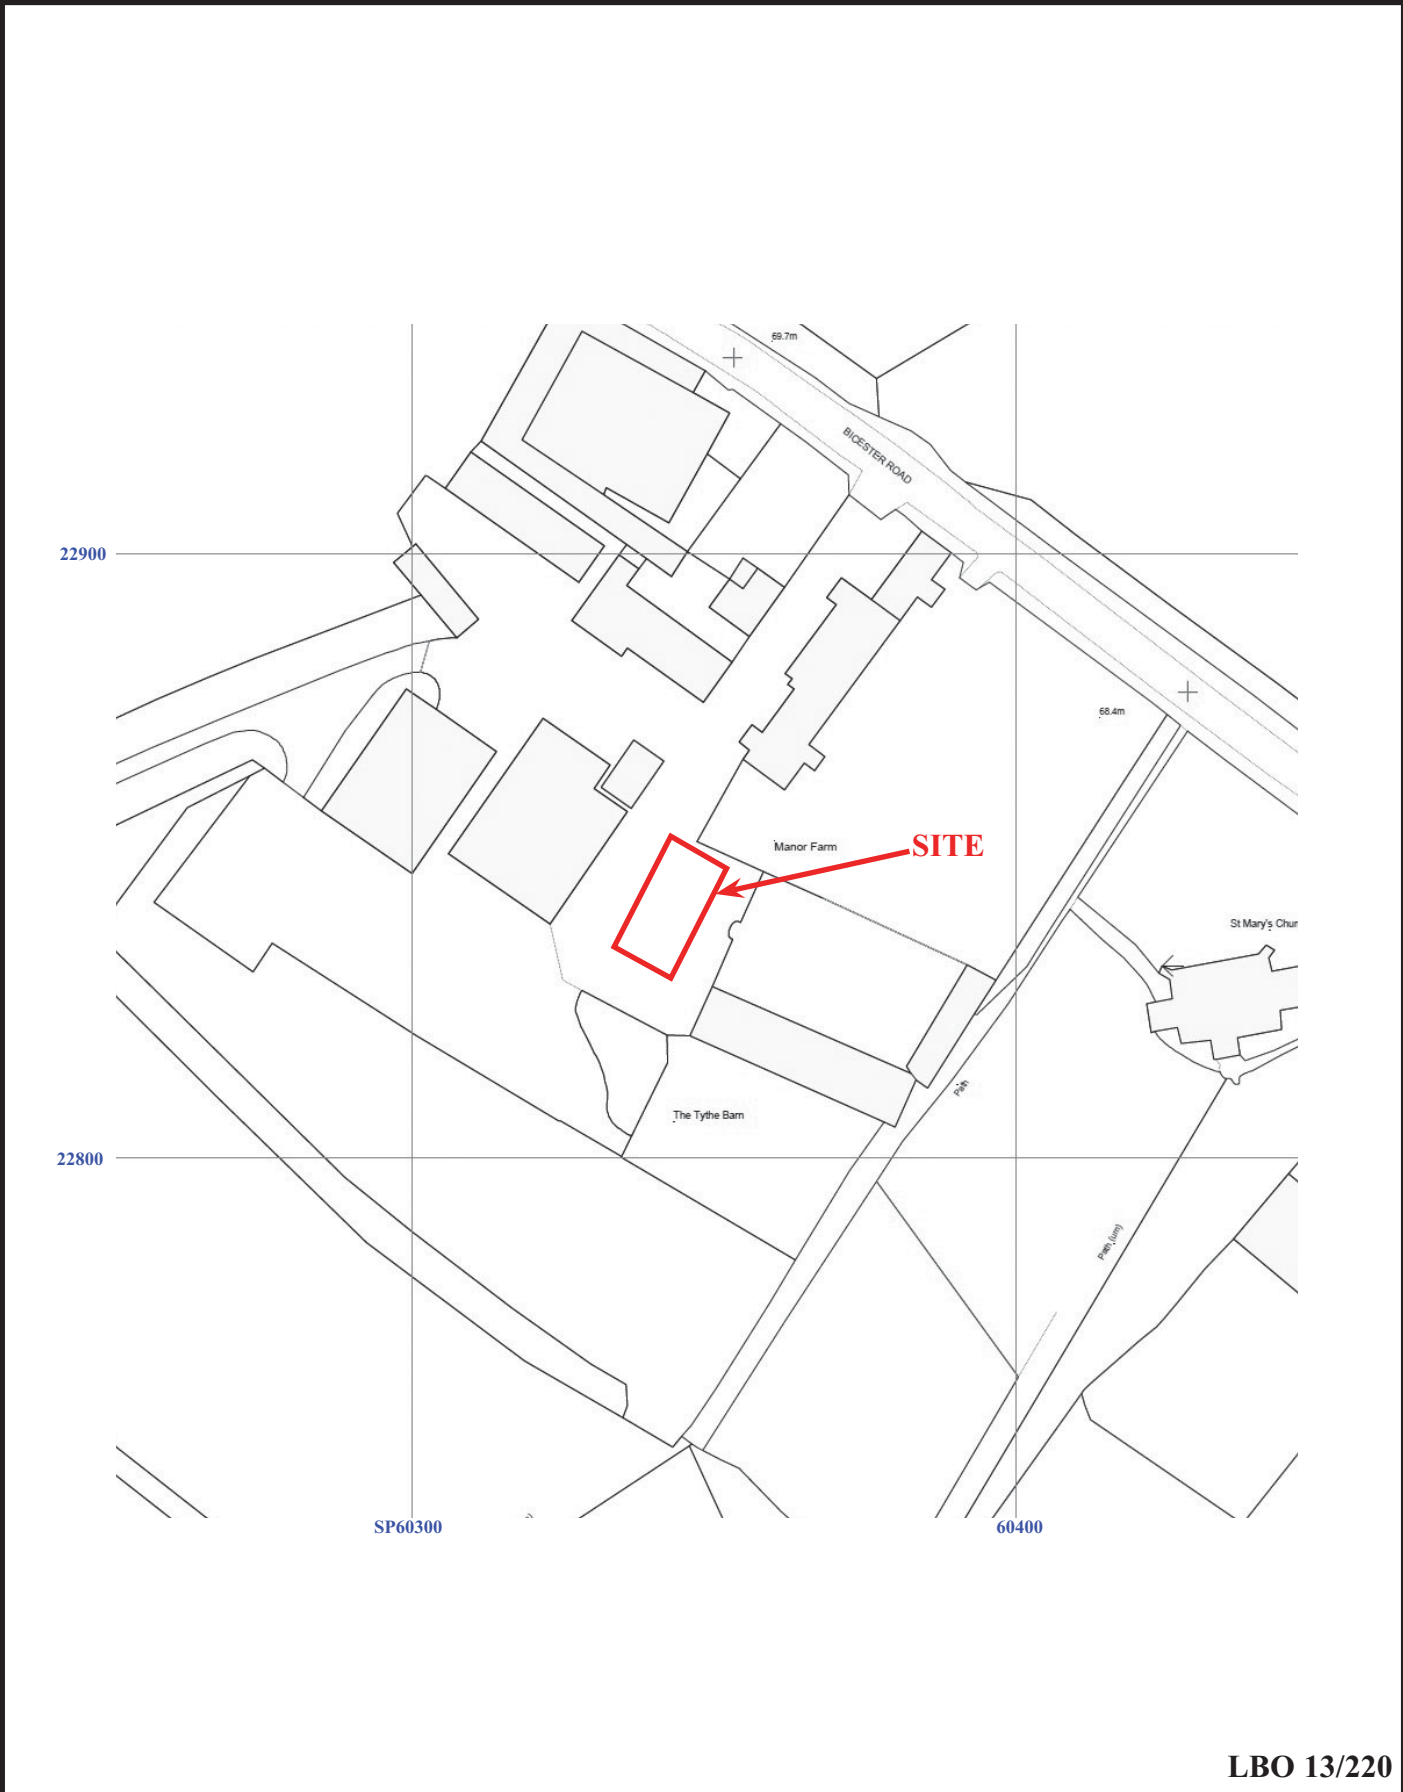 69.7m
BICESTER ROAD
22900
68.4m
Manor Farm
SITE
St Mary's Chur
Path
The Tythe Barn
22800
Path (um)
SP60300
60400
LBO 13/220